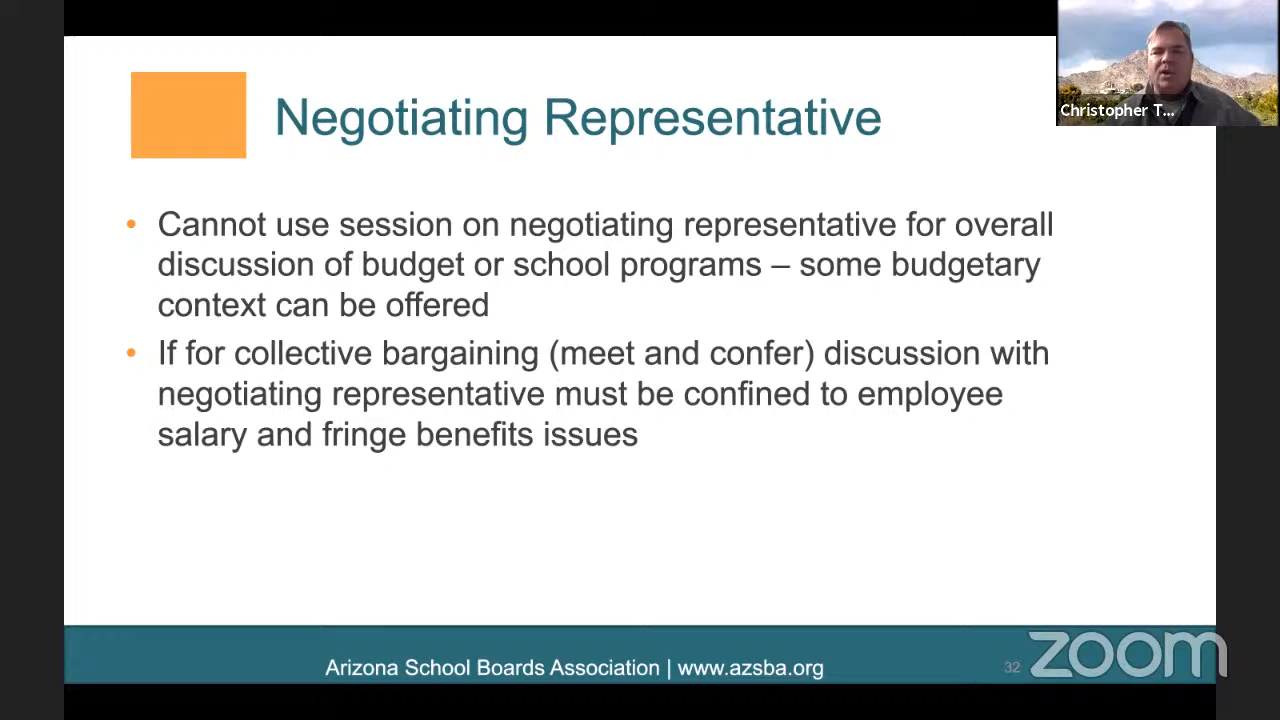 Christopher T...
Negotiating Representative
• Cannot use session on negotiating representative for overall
discussion of budget or school programs – some budgetary
context can be offered
• If for collective bargaining (meet and confer) discussion with
negotiating representative must be confined to employee
salary and fringe benefits issues
Arizona School Boards Association | www.azsba.org
32
zoom